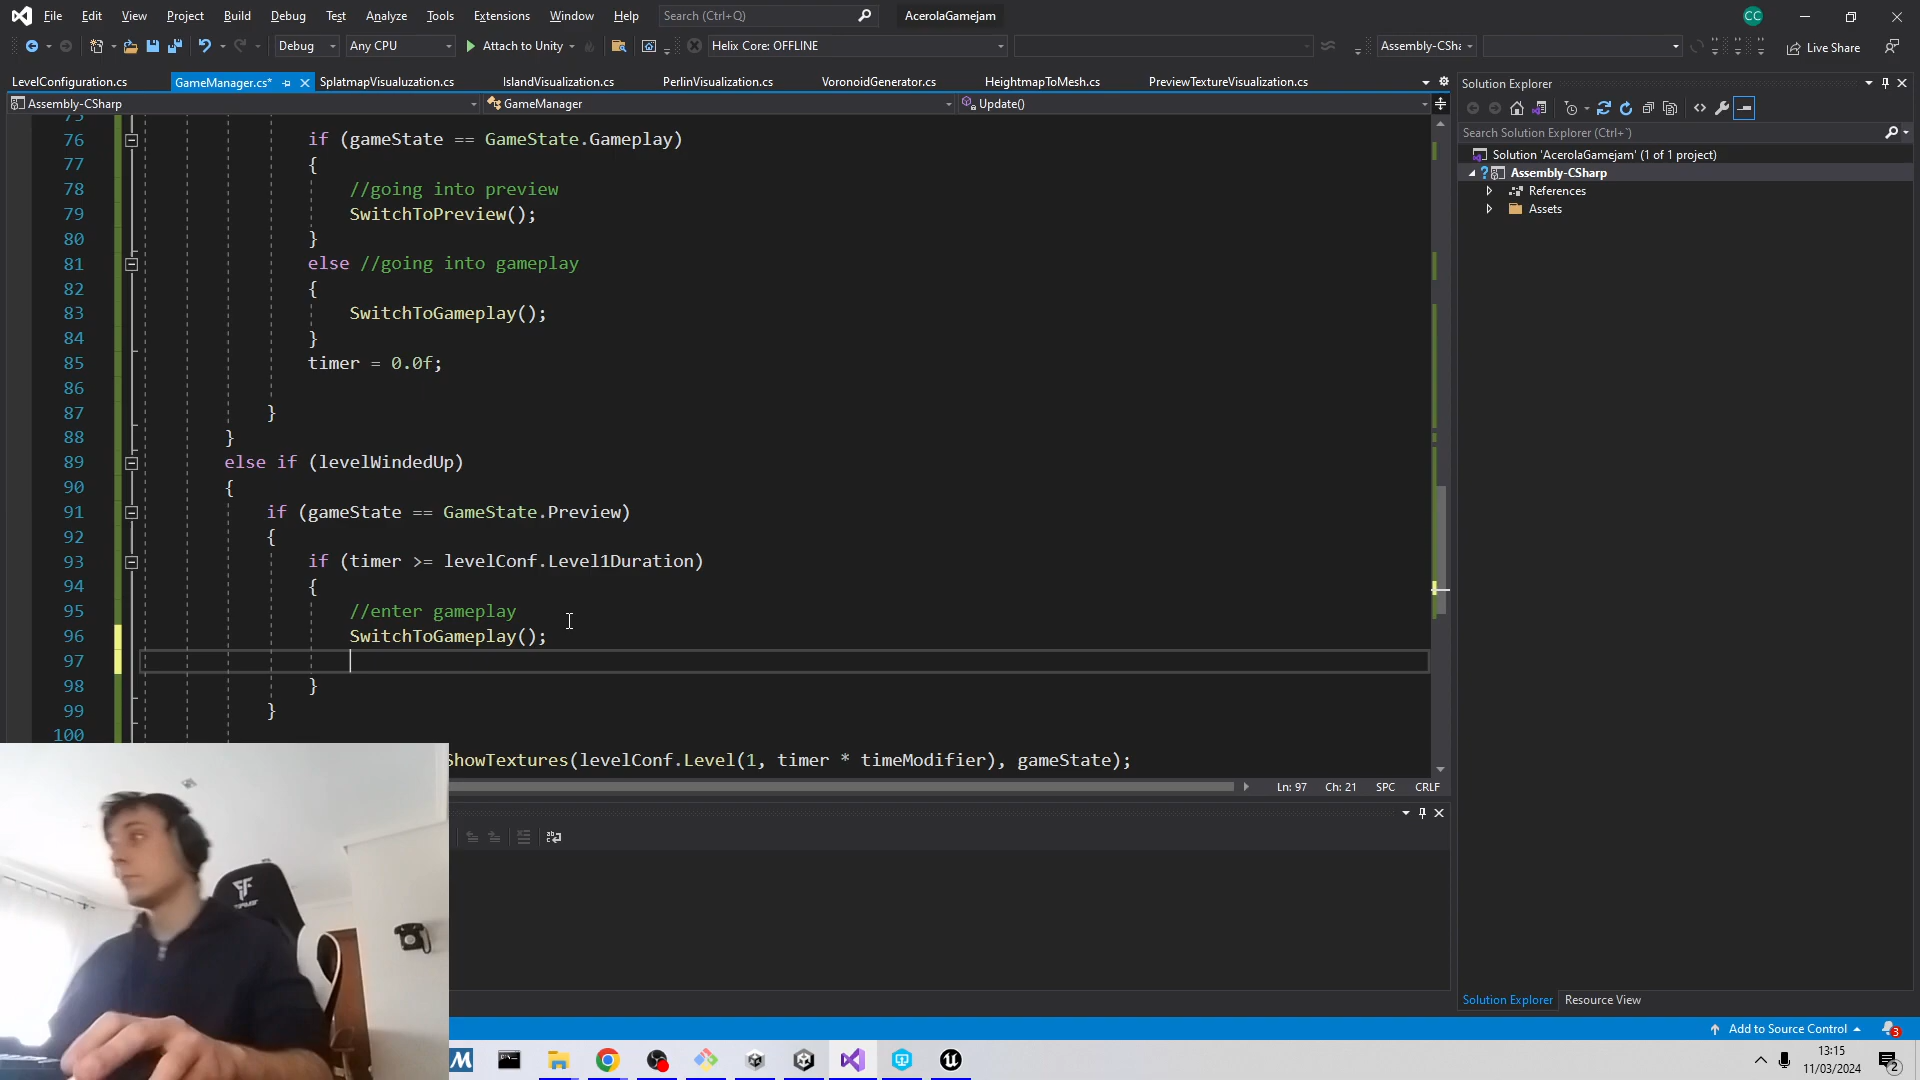 File Edit View Project Build Debug Test Analyze Tools Extensions Window Help Search (Ctrl+Q) AcerolaGamejam CC
Debug Any CPU Attach to Unity Helix Core: OFFLINE Assembly-CSha Live Share
LevelConfiguration.cs GameManager.cs* SplatmapVisualuzation.cs IslandVisualization.cs PerlinVisualization.cs VoronoidGenerator.cs HeightmapToMesh.cs PreviewTextureVisualization.cs
Assembly-CSharp GameManager Update()
75
76 if (gameState == GameState.Gameplay)
77 {
78 //going into preview
79 SwitchToPreview();
80 }
81 else //going into gameplay
82 {
83 SwitchToGameplay();
84 }
85 timer = 0.0f;
86
87 }
88 }
89 else if (levelWindedUp)
90 {
91 if (gameState == GameState.Preview)
92 {
93 if (timer >= levelConf.Level1Duration)
94 {
95 //enter gameplay
96 SwitchToGameplay();
97
98 }
99 }
100
ShowTextures(levelConf.Level(1, timer * timeModifier), gameState);
Ln: 97 Ch: 21 SPC CRLF
Solution Explorer
Search Solution Explorer (Ctrl+¨)
Solution 'AcerolaGamejam' (1 of 1 project)
Assembly-CSharp
References
Assets
Solution Explorer Resource View
Add to Source Control 3
13:15
11/03/2024
2